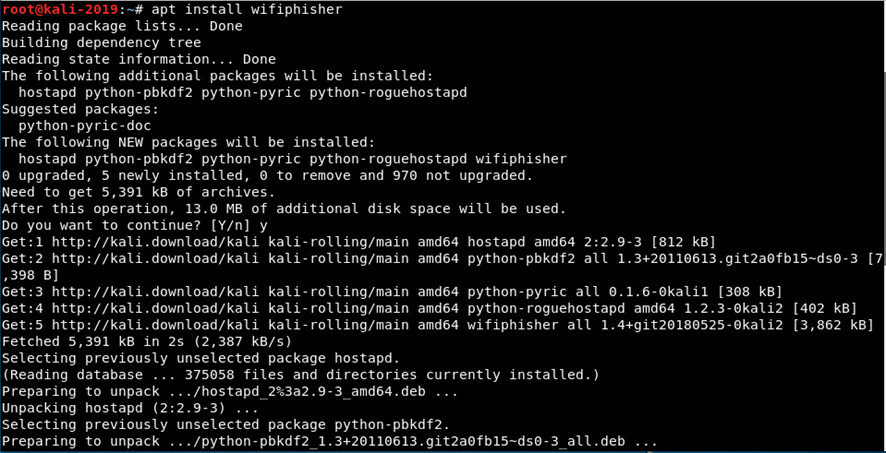 root@kali-2019:~# apt install wifiphisher
Reading package lists... Done
Building dependency tree
Reading state information... Done
The following additional packages will be installed:
  hostapd python-pbkdf2 python-pyric python-roguehostapd
Suggested packages:
  python-pyric-doc
The following NEW packages will be installed:
  hostapd python-pbkdf2 python-pyric python-roguehostapd wifiphisher
0 upgraded, 5 newly installed, 0 to remove and 970 not upgraded.
Need to get 5,391 kB of archives.
After this operation, 13.0 MB of additional disk space will be used.
Do you want to continue? [Y/n] y
Get:1 http://kali.download/kali kali-rolling/main amd64 hostapd amd64 2:2.9-3 [812 kB]
Get:2 http://kali.download/kali kali-rolling/main amd64 python-pbkdf2 all 1.3+20110613.git2a0fb15~ds0-3 [7
,398 B]
Get:3 http://kali.download/kali kali-rolling/main amd64 python-pyric all 0.1.6-0kali1 [308 kB]
Get:4 http://kali.download/kali kali-rolling/main amd64 python-roguehostapd amd64 1.2.3-0kali2 [402 kB]
Get:5 http://kali.download/kali kali-rolling/main amd64 wifiphisher all 1.4+git20180525-0kali2 [3,862 kB]
Fetched 5,391 kB in 2s (2,387 kB/s)
Selecting previously unselected package hostapd.
(Reading database ... 375058 files and directories currently installed.)
Preparing to unpack .../hostapd_2%3a2.9-3_amd64.deb ...
Unpacking hostapd (2:2.9-3) ...
Selecting previously unselected package python-pbkdf2.
Preparing to unpack .../python-pbkdf2_1.3+20110613.git2a0fb15~ds0-3_all.deb ...